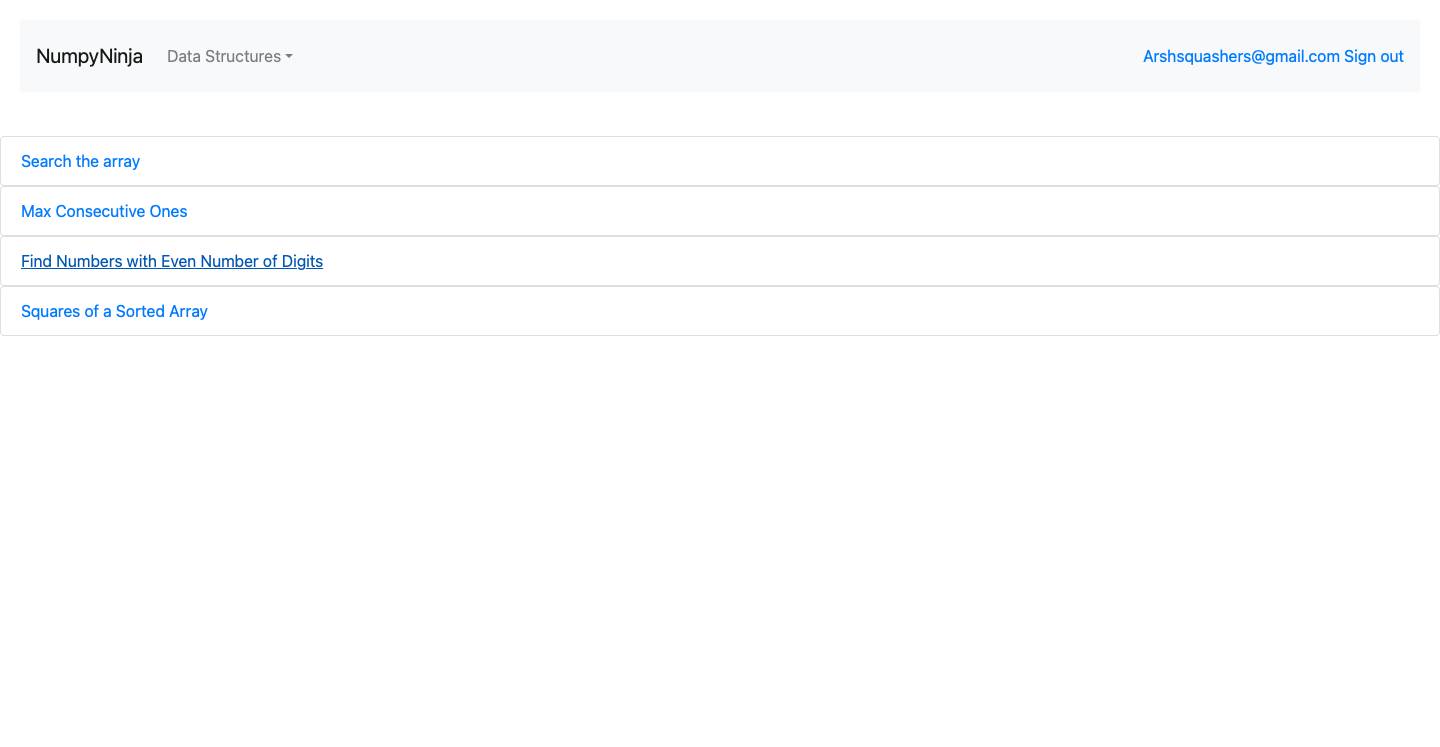 NumpyNinja Data Structures Arshsquashers@gmail.com Sign out
Search the array
Max Consecutive Ones
Find Numbers with Even Number of Digits
Squares of a Sorted Array